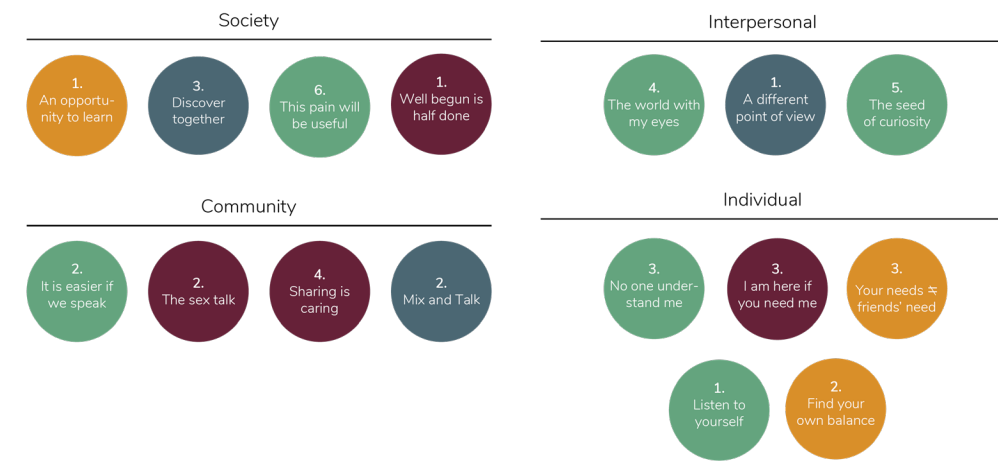 Society
1.
An opportu-
nity to learn
3.
Discover
together
6.
This pain will
be useful
1.
Well begun is
half done
Interpersonal
4.
The world with
my eyes
1.
A different
point of view
5.
The seed
of curiosity
Community
2.
It is easier if
we speak
2.
The sex talk
4.
Sharing is
caring
2.
Mix and Talk
Individual
3.
No one under-
stand me
3.
I am here if
you need me
3.
Your needs ≠
friends' need
1.
Listen to
yourself
2.
Find your
own balance